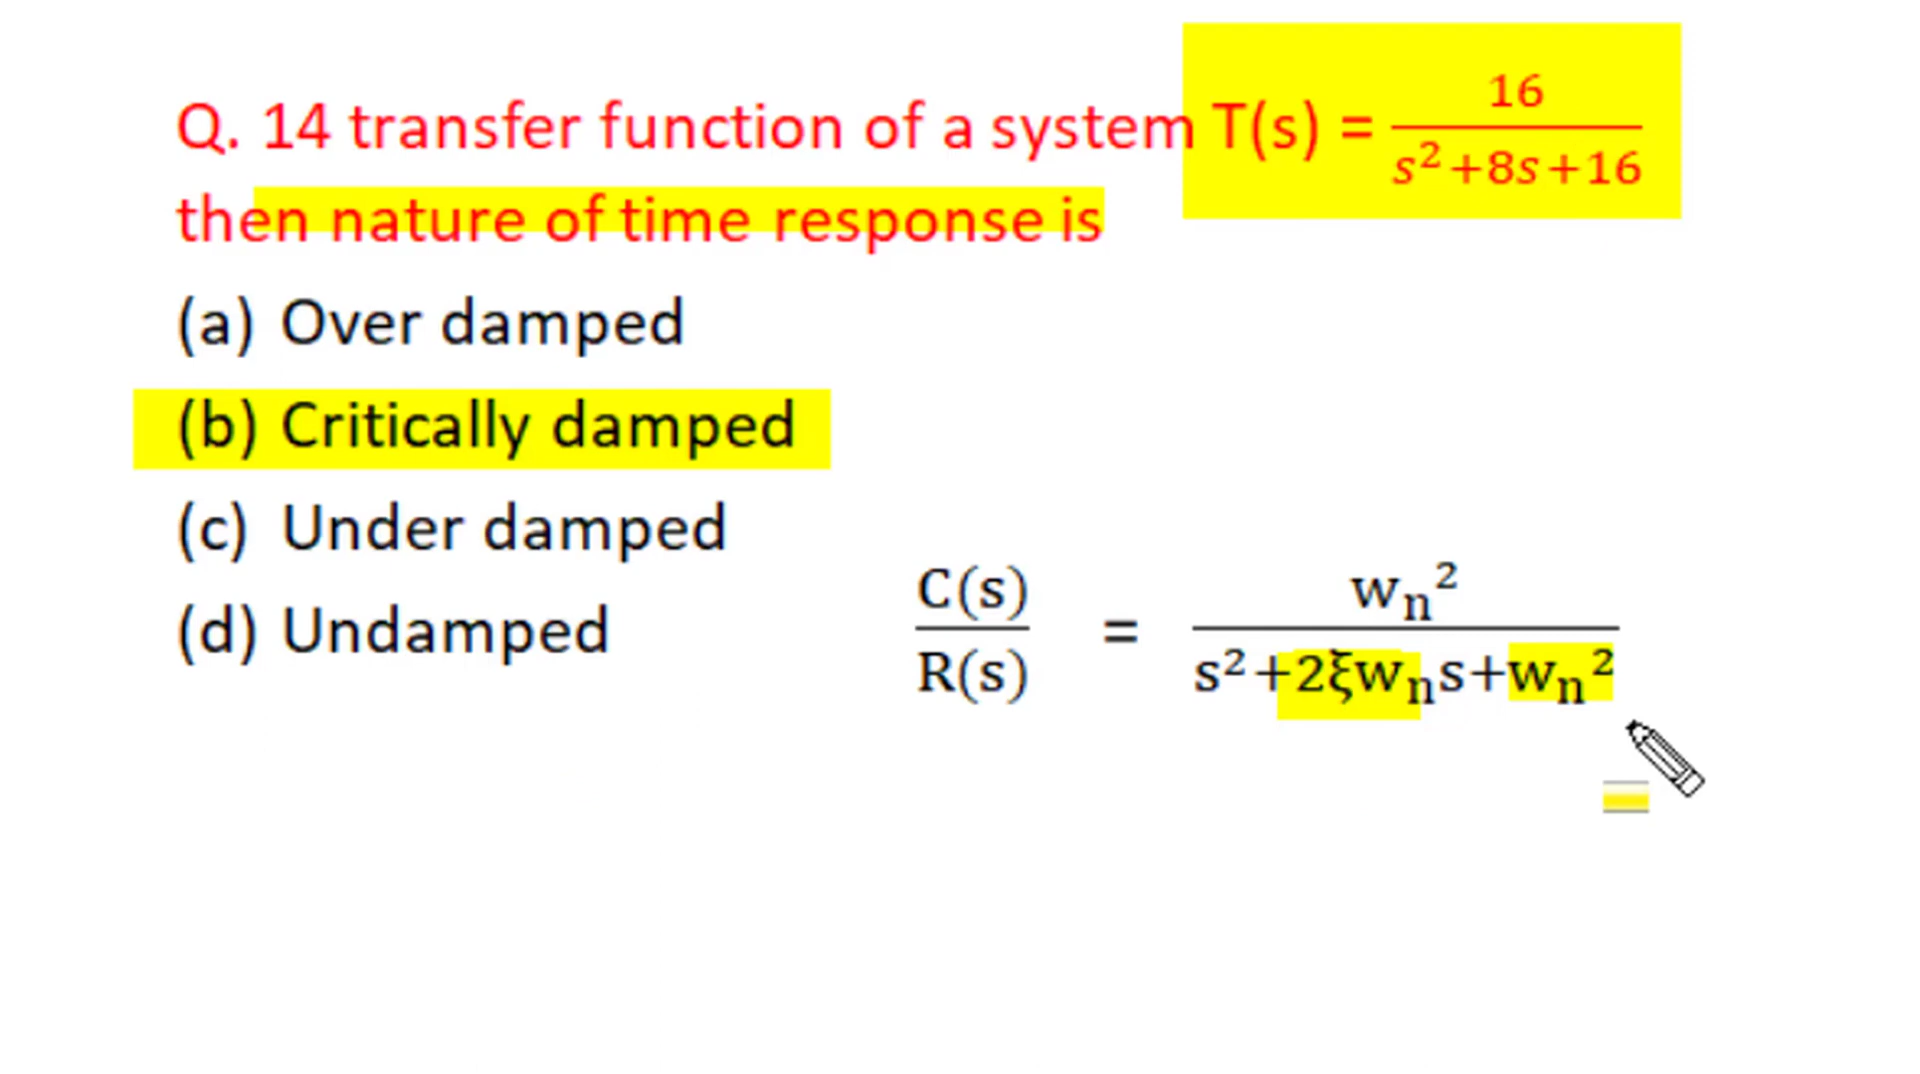 Q. 14 transfer function of a system T(s) = 16/(s²+8s+16)
then nature of time response is
(a) Over damped
(b) Critically damped
(c) Under damped
(d) Undamped
C(s)/R(s) = wₙ²/(s²+2ξwₙs+wₙ²)